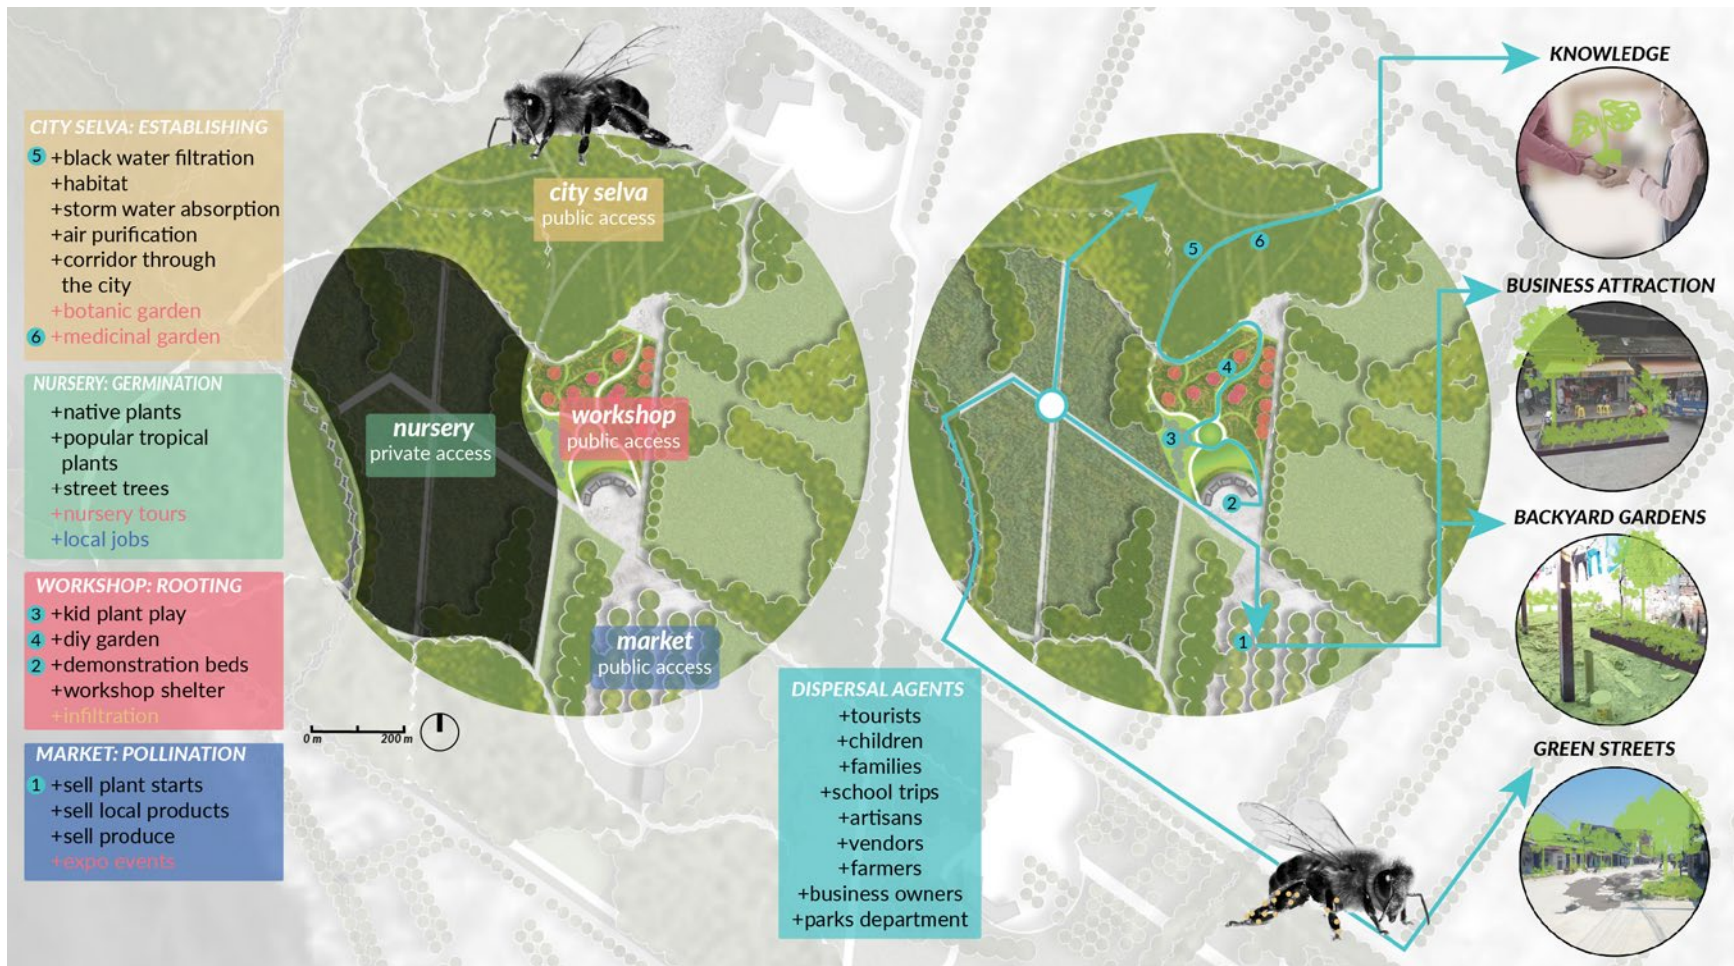 CITY SELVA: ESTABLISHING
5 +black water filtration
+habitat
+storm water absorption
+air purification
+corridor through
the city
+botanic garden
6 +medicinal garden
NURSERY: GERMINATION
+native plants
+popular tropical
plants
+street trees
+nursery tours
+local jobs
WORKSHOP: ROOTING
3 +kid plant play
4 +diy garden
2 +demonstration beds
+workshop shelter
+infiltration
MARKET: POLLINATION
1 +sell plant starts
+sell local products
+sell produce
+expo events
city selva
public access
nursery
private access
workshop
public access
market
public access
0 m 200 m
5
6
4
3
2
1
DISPERSAL AGENTS
+tourists
+children
+families
+school trips
+artisans
+vendors
+farmers
+business owners
+parks department
KNOWLEDGE
BUSINESS ATTRACTION
BACKYARD GARDENS
GREEN STREETS